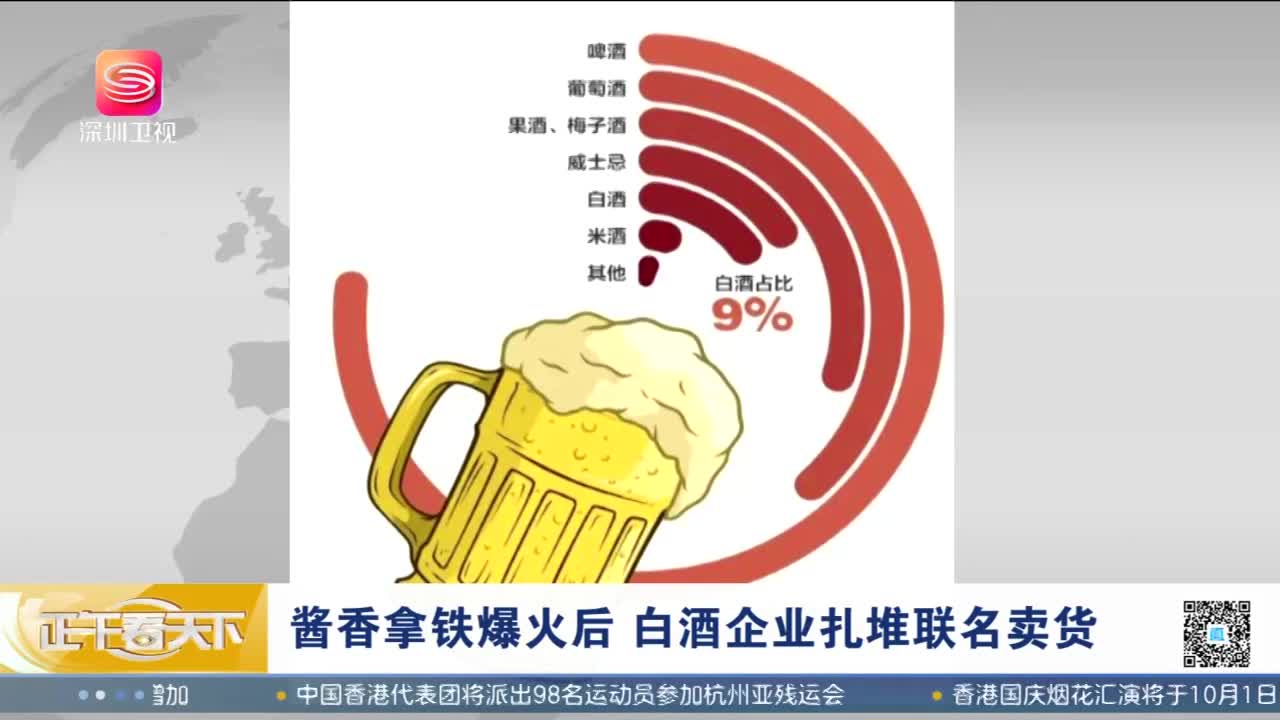 深圳卫视
啤酒
葡萄酒
果酒、梅子酒
威士忌
白酒
米酒
其他
白酒占比
9%
正午看天下
酱香拿铁爆火后 白酒企业扎堆联名卖货
增加
中国香港代表团将派出98名运动员参加杭州亚残运会
香港国庆烟花汇演将于10月1日